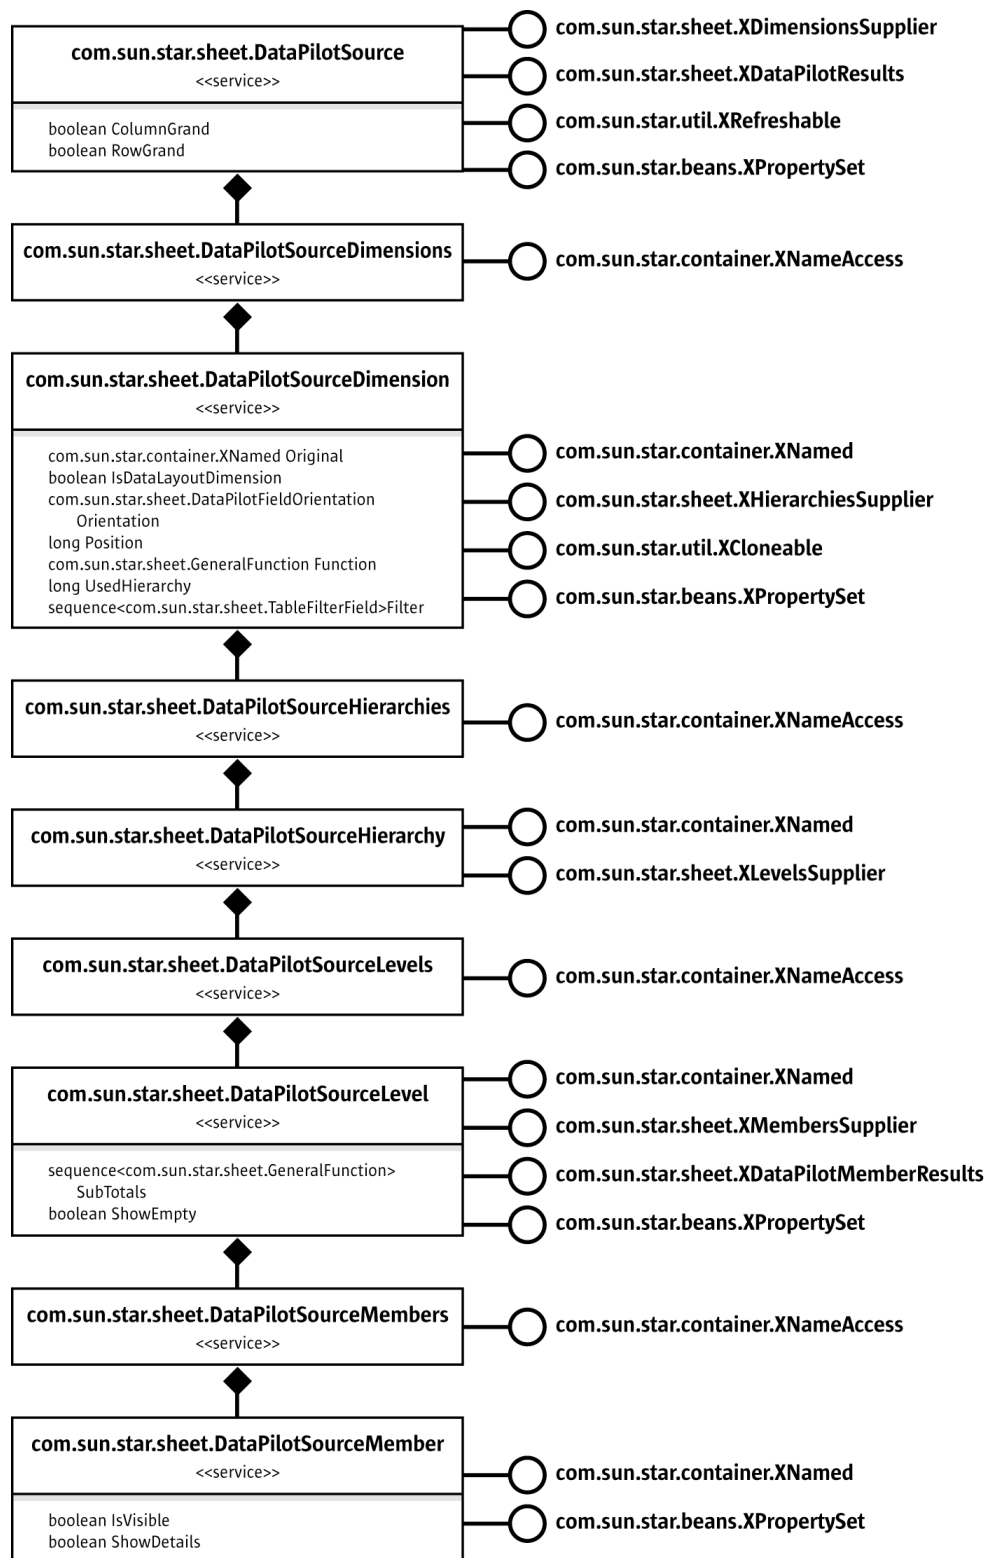 com.sun.star.sheet.DataPilotSource
<<service>>
boolean ColumnGrand
boolean RowGrand
com.sun.star.sheet.XDimensionsSupplier
com.sun.star.sheet.XDataPilotResults
com.sun.star.util.XRefreshable
com.sun.star.beans.XPropertySet
com.sun.star.sheet.DataPilotSourceDimensions
<<service>>
com.sun.star.container.XNameAccess
com.sun.star.sheet.DataPilotSourceDimension
<<service>>
com.sun.star.container.XNamed Original
boolean IsDataLayoutDimension
com.sun.star.sheet.DataPilotFieldOrientation
Orientation
long Position
com.sun.star.sheet.GeneralFunction Function
long UsedHierarchy
sequence<com.sun.star.sheet.TableFilterField>Filter
com.sun.star.container.XNamed
com.sun.star.sheet.XHierarchiesSupplier
com.sun.star.util.XCloneable
com.sun.star.beans.XPropertySet
com.sun.star.sheet.DataPilotSourceHierarchies
<<service>>
com.sun.star.container.XNameAccess
com.sun.star.sheet.DataPilotSourceHierarchy
<<service>>
com.sun.star.container.XNamed
com.sun.star.sheet.XLevelsSupplier
com.sun.star.sheet.DataPilotSourceLevels
<<service>>
com.sun.star.container.XNameAccess
com.sun.star.sheet.DataPilotSourceLevel
<<service>>
sequence<com.sun.star.sheet.GeneralFunction>
SubTotals
boolean ShowEmpty
com.sun.star.container.XNamed
com.sun.star.sheet.XMembersSupplier
com.sun.star.sheet.XDataPilotMemberResults
com.sun.star.beans.XPropertySet
com.sun.star.sheet.DataPilotSourceMembers
<<service>>
com.sun.star.container.XNameAccess
com.sun.star.sheet.DataPilotSourceMember
<<service>>
boolean IsVisible
boolean ShowDetails
com.sun.star.container.XNamed
com.sun.star.beans.XPropertySet